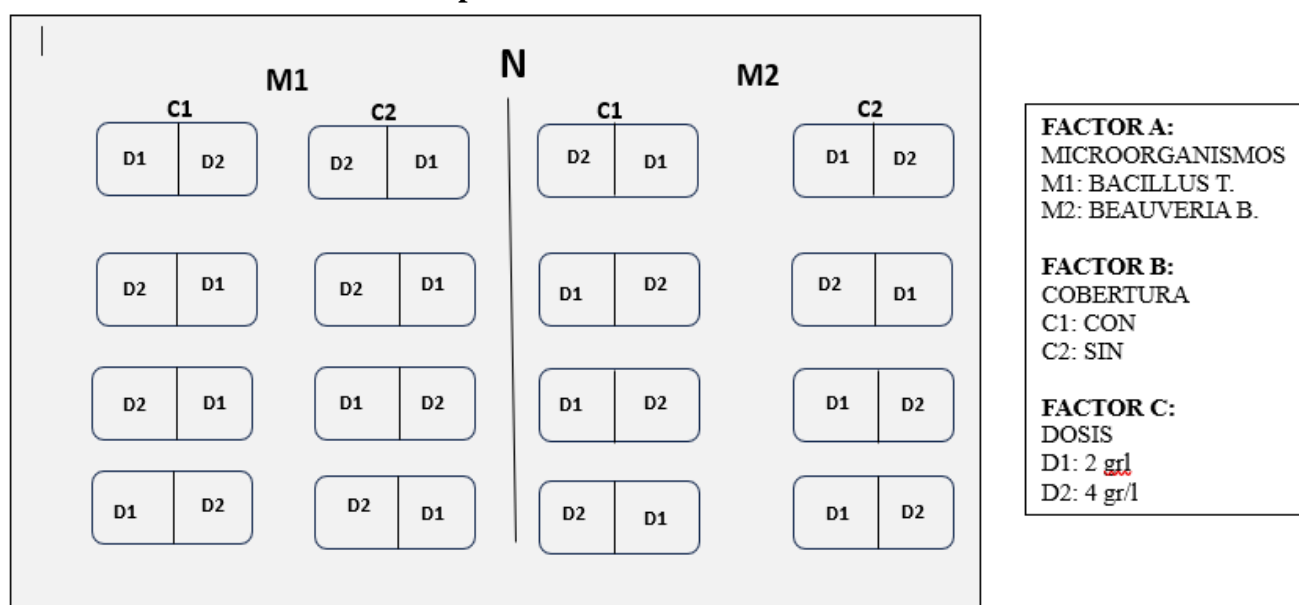 N
M1 M2
C1 C2 C1 C2
D1 D2 D2 D1 D2 D1 D1 D2
D2 D1 D2 D1 D1 D2 D2 D1
D2 D1 D1 D2 D1 D2 D1 D2
D1 D2 D2 D1 D2 D1 D1 D2
FACTOR A:
MICROORGANISMOS
M1: BACILLUS T.
M2: BEAUVERIA B.
FACTOR B:
COBERTURA
C1: CON
C2: SIN
FACTOR C:
DOSIS
D1: 2 grl
D2: 4 gr/l